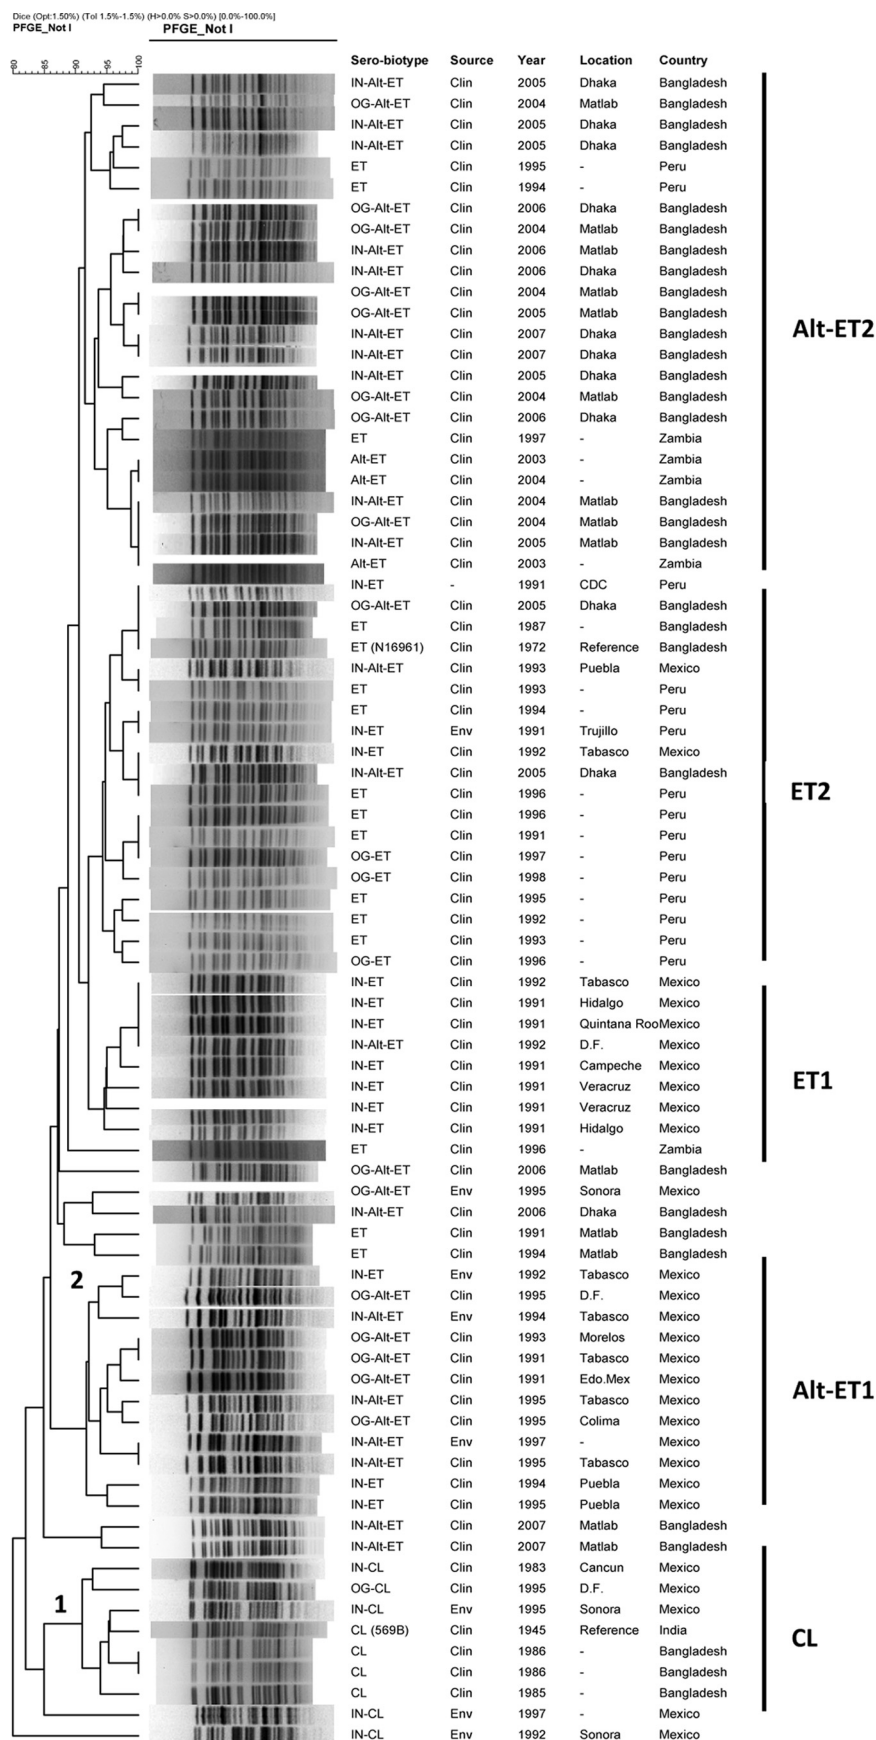 Dice (Opt:1.50%) (Tol 1.5%-1.5%) (H>0.0% S>0.0%) [0.0%-100.0%]
PFGE_Not I PFGE_Not I
80 85 90 95 100
Sero-biotype Source Year Location Country
IN-Alt-ET Clin 2005 Dhaka Bangladesh
OG-Alt-ET Clin 2004 Matlab Bangladesh
IN-Alt-ET Clin 2005 Dhaka Bangladesh
IN-Alt-ET Clin 2005 Dhaka Bangladesh
ET Clin 1995 - Peru
ET Clin 1994 - Peru
OG-Alt-ET Clin 2006 Dhaka Bangladesh
OG-Alt-ET Clin 2004 Matlab Bangladesh
IN-Alt-ET Clin 2006 Matlab Bangladesh
IN-Alt-ET Clin 2006 Dhaka Bangladesh
OG-Alt-ET Clin 2004 Matlab Bangladesh
OG-Alt-ET Clin 2005 Matlab Bangladesh
Alt-ET2
IN-Alt-ET Clin 2007 Dhaka Bangladesh
IN-Alt-ET Clin 2007 Dhaka Bangladesh
IN-Alt-ET Clin 2005 Dhaka Bangladesh
OG-Alt-ET Clin 2004 Matlab Bangladesh
OG-Alt-ET Clin 2006 Dhaka Bangladesh
ET Clin 1997 - Zambia
Alt-ET Clin 2003 - Zambia
Alt-ET Clin 2004 - Zambia
IN-Alt-ET Clin 2004 Matlab Bangladesh
OG-Alt-ET Clin 2004 Matlab Bangladesh
IN-Alt-ET Clin 2005 Matlab Bangladesh
Alt-ET Clin 2003 - Zambia
IN-ET - 1991 CDC Peru
OG-Alt-ET Clin 2005 Dhaka Bangladesh
ET Clin 1987 - Bangladesh
ET (N16961) Clin 1972 Reference Bangladesh
IN-Alt-ET Clin 1993 Puebla Mexico
ET Clin 1993 - Peru
ET Clin 1994 - Peru
IN-ET Env 1991 Trujillo Peru
IN-ET Clin 1992 Tabasco Mexico
IN-Alt-ET Clin 2005 Dhaka Bangladesh
ET2
ET Clin 1996 - Peru
ET Clin 1996 - Peru
ET Clin 1991 - Peru
OG-ET Clin 1997 - Peru
OG-ET Clin 1998 - Peru
ET Clin 1995 - Peru
ET Clin 1992 - Peru
ET Clin 1993 - Peru
OG-ET Clin 1996 - Peru
IN-ET Clin 1992 Tabasco Mexico
IN-ET Clin 1991 Hidalgo Mexico
IN-ET Clin 1991 Quintana RooMexico
IN-Alt-ET Clin 1992 D.F. Mexico
IN-ET Clin 1991 Campeche Mexico
ET1
IN-ET Clin 1991 Veracruz Mexico
IN-ET Clin 1991 Veracruz Mexico
IN-ET Clin 1991 Hidalgo Mexico
ET Clin 1996 - Zambia
OG-Alt-ET Clin 2006 Matlab Bangladesh
OG-Alt-ET Env 1995 Sonora Mexico
IN-Alt-ET Clin 2006 Dhaka Bangladesh
ET Clin 1991 Matlab Bangladesh
ET Clin 1994 Matlab Bangladesh
2
IN-ET Env 1992 Tabasco Mexico
OG-Alt-ET Clin 1995 D.F. Mexico
IN-Alt-ET Env 1994 Tabasco Mexico
OG-Alt-ET Clin 1993 Morelos Mexico
OG-Alt-ET Clin 1991 Tabasco Mexico
OG-Alt-ET Clin 1991 Edo.Mex Mexico
Alt-ET1
IN-Alt-ET Clin 1995 Tabasco Mexico
OG-Alt-ET Clin 1995 Colima Mexico
IN-Alt-ET Env 1997 - Mexico
IN-Alt-ET Clin 1995 Tabasco Mexico
IN-ET Clin 1994 Puebla Mexico
IN-ET Clin 1995 Puebla Mexico
IN-Alt-ET Clin 2007 Matlab Bangladesh
IN-Alt-ET Clin 2007 Matlab Bangladesh
IN-CL Clin 1983 Cancun Mexico
OG-CL Clin 1995 D.F. Mexico
1
IN-CL Env 1995 Sonora Mexico
CL (569B) Clin 1945 Reference India
CL
CL Clin 1986 - Bangladesh
CL Clin 1986 - Bangladesh
CL Clin 1985 - Bangladesh
IN-CL Env 1997 - Mexico
IN-CL Env 1992 Sonora Mexico